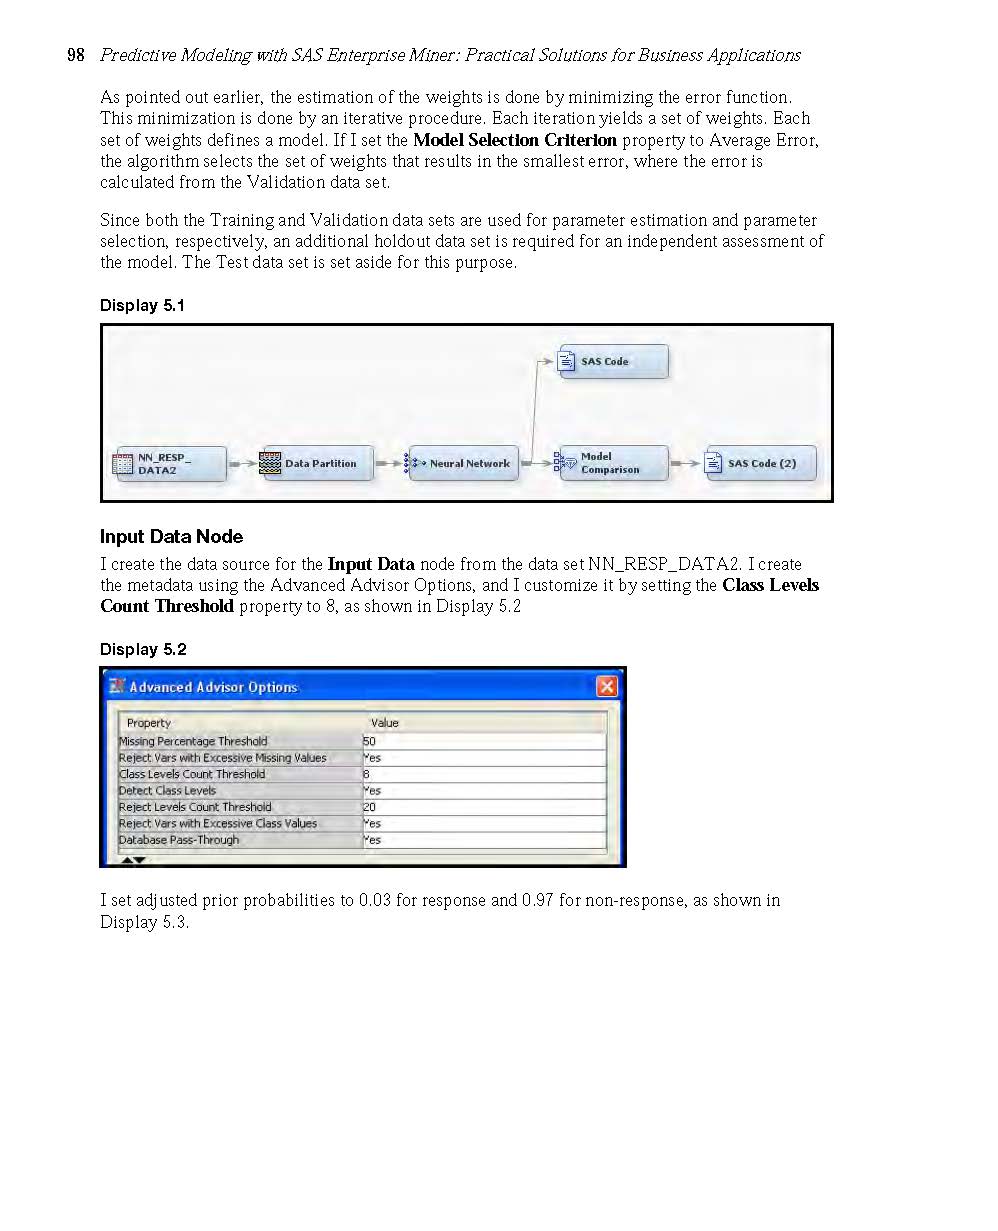 98 Predictive Modeling with SAS Enterprise Miner: Practical Solutions for Business Applications
As pointed out earlier, the estimation of the weights is done by minimizing the error function.
This minimization is done by an iterative procedure. Each iteration yields a set of weights. Each
set of weights defines a model. If I set the Model Selection Criterion property to Average Error,
the algorithm selects the set of weights that results in the smallest error, where the error is
calculated from the Validation data set.
Since both the Training and Validation data sets are used for parameter estimation and parameter
selection, respectively, an additional holdout data set is required for an independent assessment of
the model. The Test data set is set aside for this purpose.
Display 5.1
SAS Code
NN_RESP_
DATA2
Data Partition
Neural Network
Model
Comparison
SAS Code (2)
Input Data Node
I create the data source for the Input Data node from the data set NN_RESP_DATA2. I create
the metadata using the Advanced Advisor Options, and I customize it by setting the Class Levels
Count Threshold property to 8, as shown in Display 5.2
Display 5.2
Advanced Advisor Options
Property Value
Missing Percentage Threshold 50
Reject Vars with Excessive Missing Values Yes
Class Levels Count Threshold 8
Detect Class Levels Yes
Reject Levels Count Threshold 20
Reject Vars with Excessive Class Values Yes
Database Pass-Through Yes
I set adjusted prior probabilities to 0.03 for response and 0.97 for non-response, as shown in
Display 5.3.